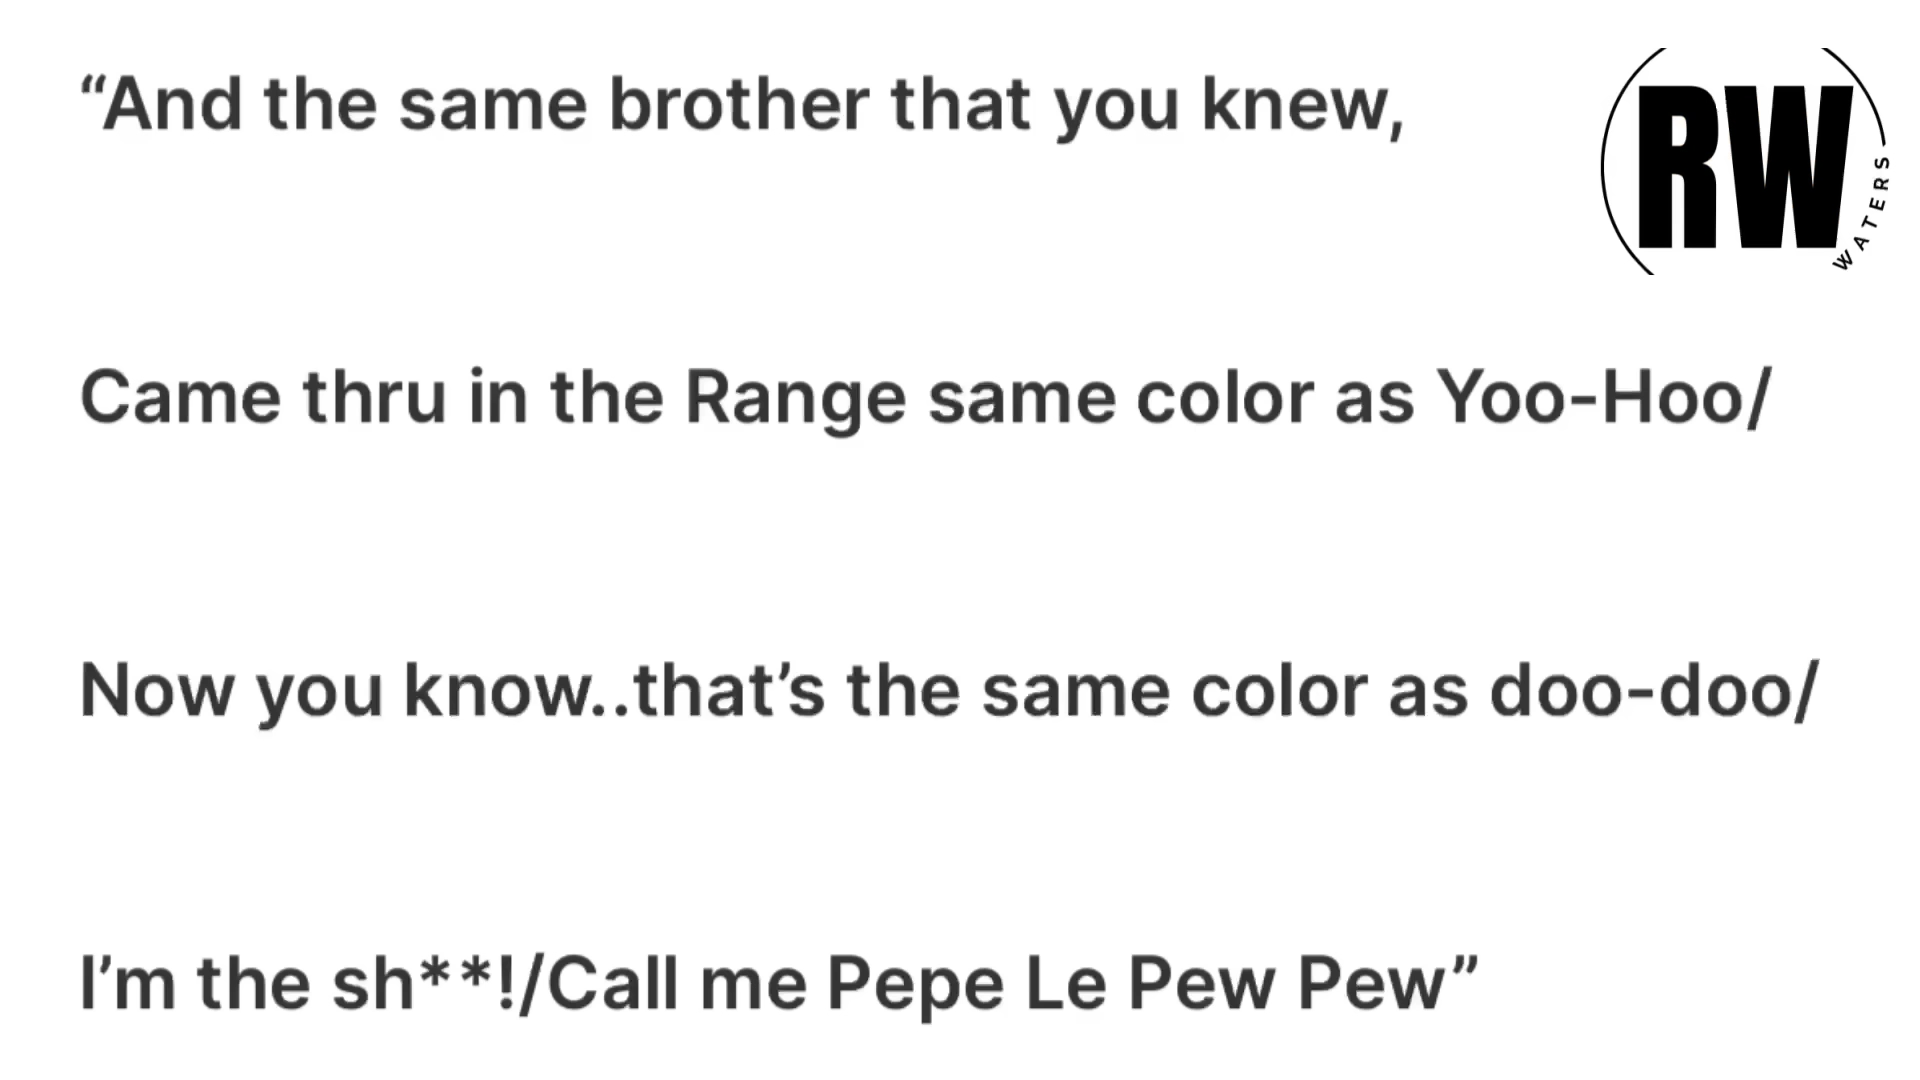 “And the same brother that you knew,
RW
WATERS
Came thru in the Range same color as Yoo-Hoo/
Now you know..that’s the same color as doo-doo/
I’m the sh**!/Call me Pepe Le Pew Pew”